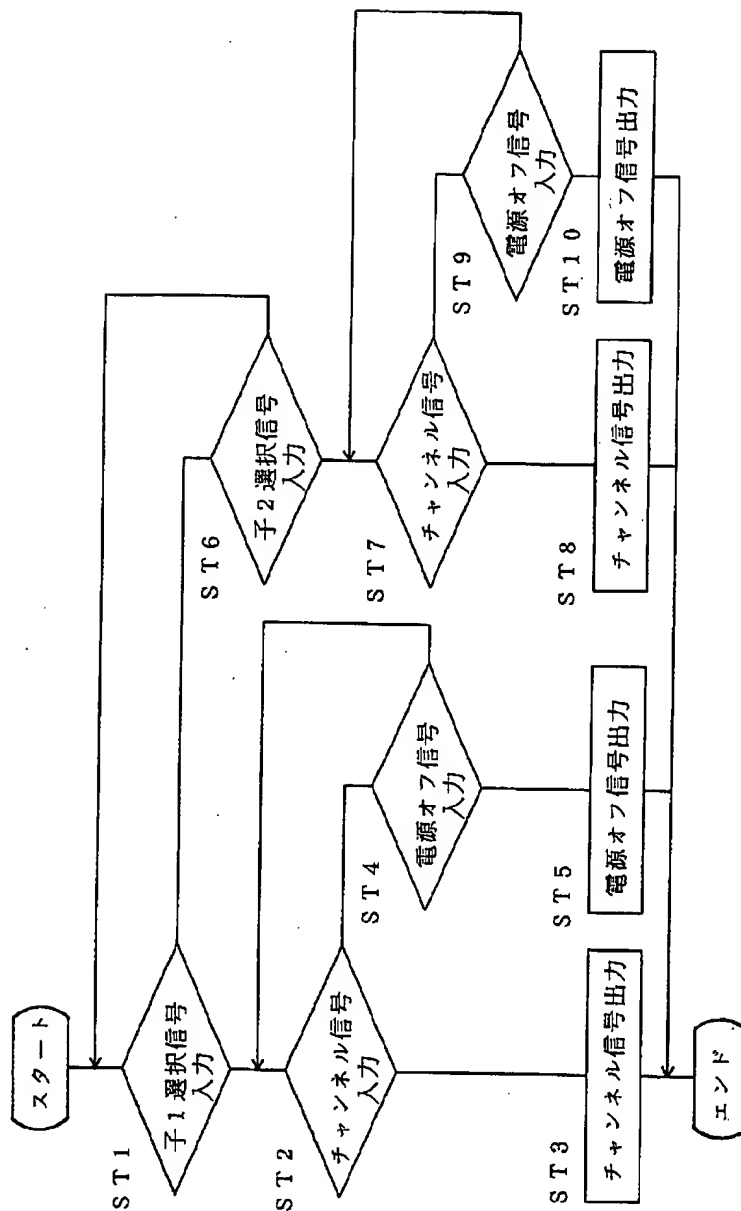 スタート
ST1
子1選択信号
入力
ST2
チャンネル信号
入力
ST3
チャンネル信号出力
ST4
電源オフ信号
入力
ST5
電源オフ信号出力
ST6
子2選択信号
入力
ST7
チャンネル信号
入力
ST8
チャンネル信号出力
ST9
電源オフ信号
入力
ST10
電源オフ信号出力
エンド